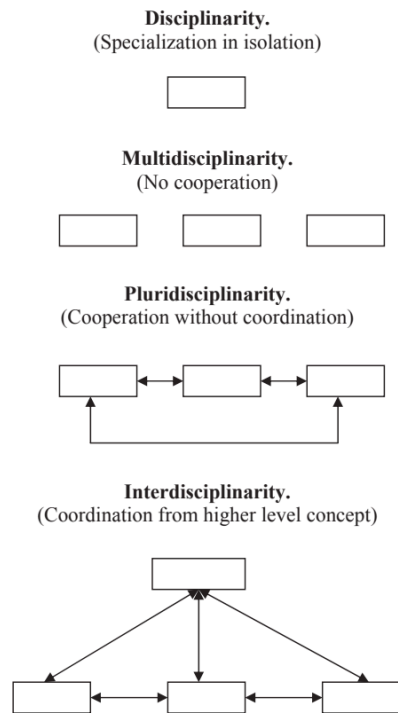 Disciplinarity.
(Specialization in isolation)
Multidisciplinarity.
(No cooperation)
Pluridisciplinarity.
(Cooperation without coordination)
Interdisciplinarity.
(Coordination from higher level concept)